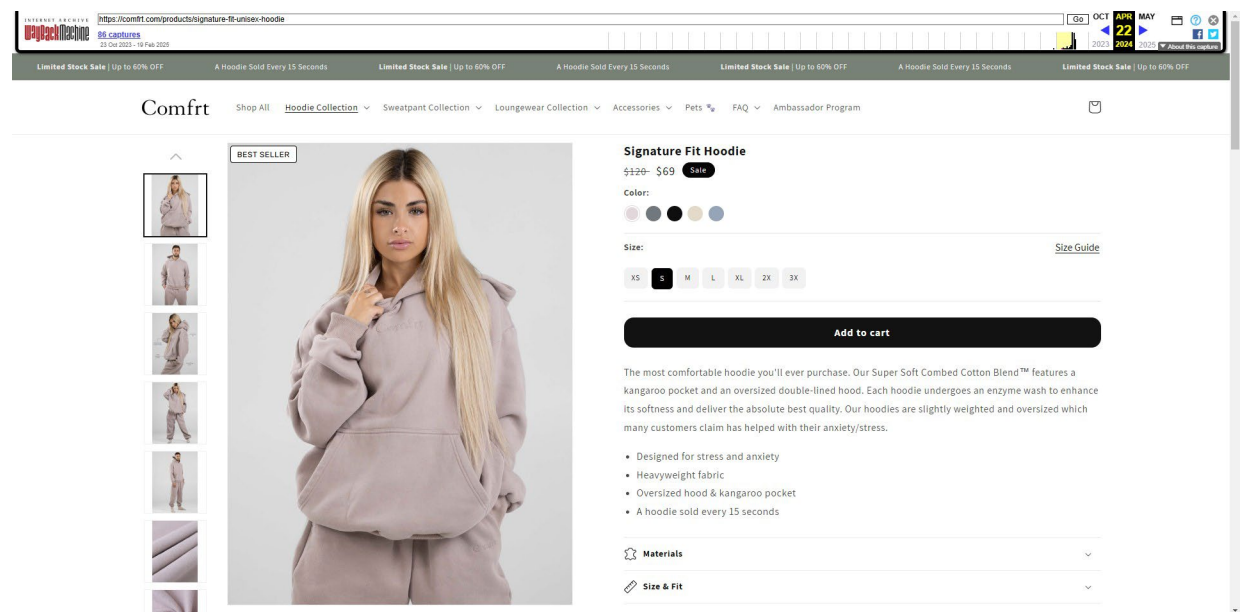 INTERNET ARCHIVE
WayBackMachine
https://comfrt.com/products/signature-fit-unisex-hoodie
Go
OCT APR MAY
86 captures
22
23 Oct 2023 - 19 Feb 2025
2023 2024 2025
About this capture
Limited Stock Sale | Up to 60% OFF A Hoodie Sold Every 15 Seconds Limited Stock Sale | Up to 60% OFF A Hoodie Sold Every 15 Seconds Limited Stock Sale | Up to 60% OFF A Hoodie Sold Every 15 Seconds Limited Stock Sale | Up to 60% OFF
Comfrt Shop All Hoodie Collection Sweatpant Collection Loungewear Collection Accessories Pets FAQ Ambassador Program
BEST SELLER
Comfrt
Signature Fit Hoodie
$120 $69 Sale
Color:
Size: Size Guide
XS S M L XL 2X 3X
Add to cart
The most comfortable hoodie you'll ever purchase. Our Super Soft Combed Cotton Blend™ features a
kangaroo pocket and an oversized double-lined hood. Each hoodie undergoes an enzyme wash to enhance
its softness and deliver the absolute best quality. Our hoodies are slightly weighted and oversized which
many customers claim has helped with their anxiety/stress.
• Designed for stress and anxiety
• Heavyweight fabric
• Oversized hood & kangaroo pocket
• A hoodie sold every 15 seconds
Materials
Size & Fit